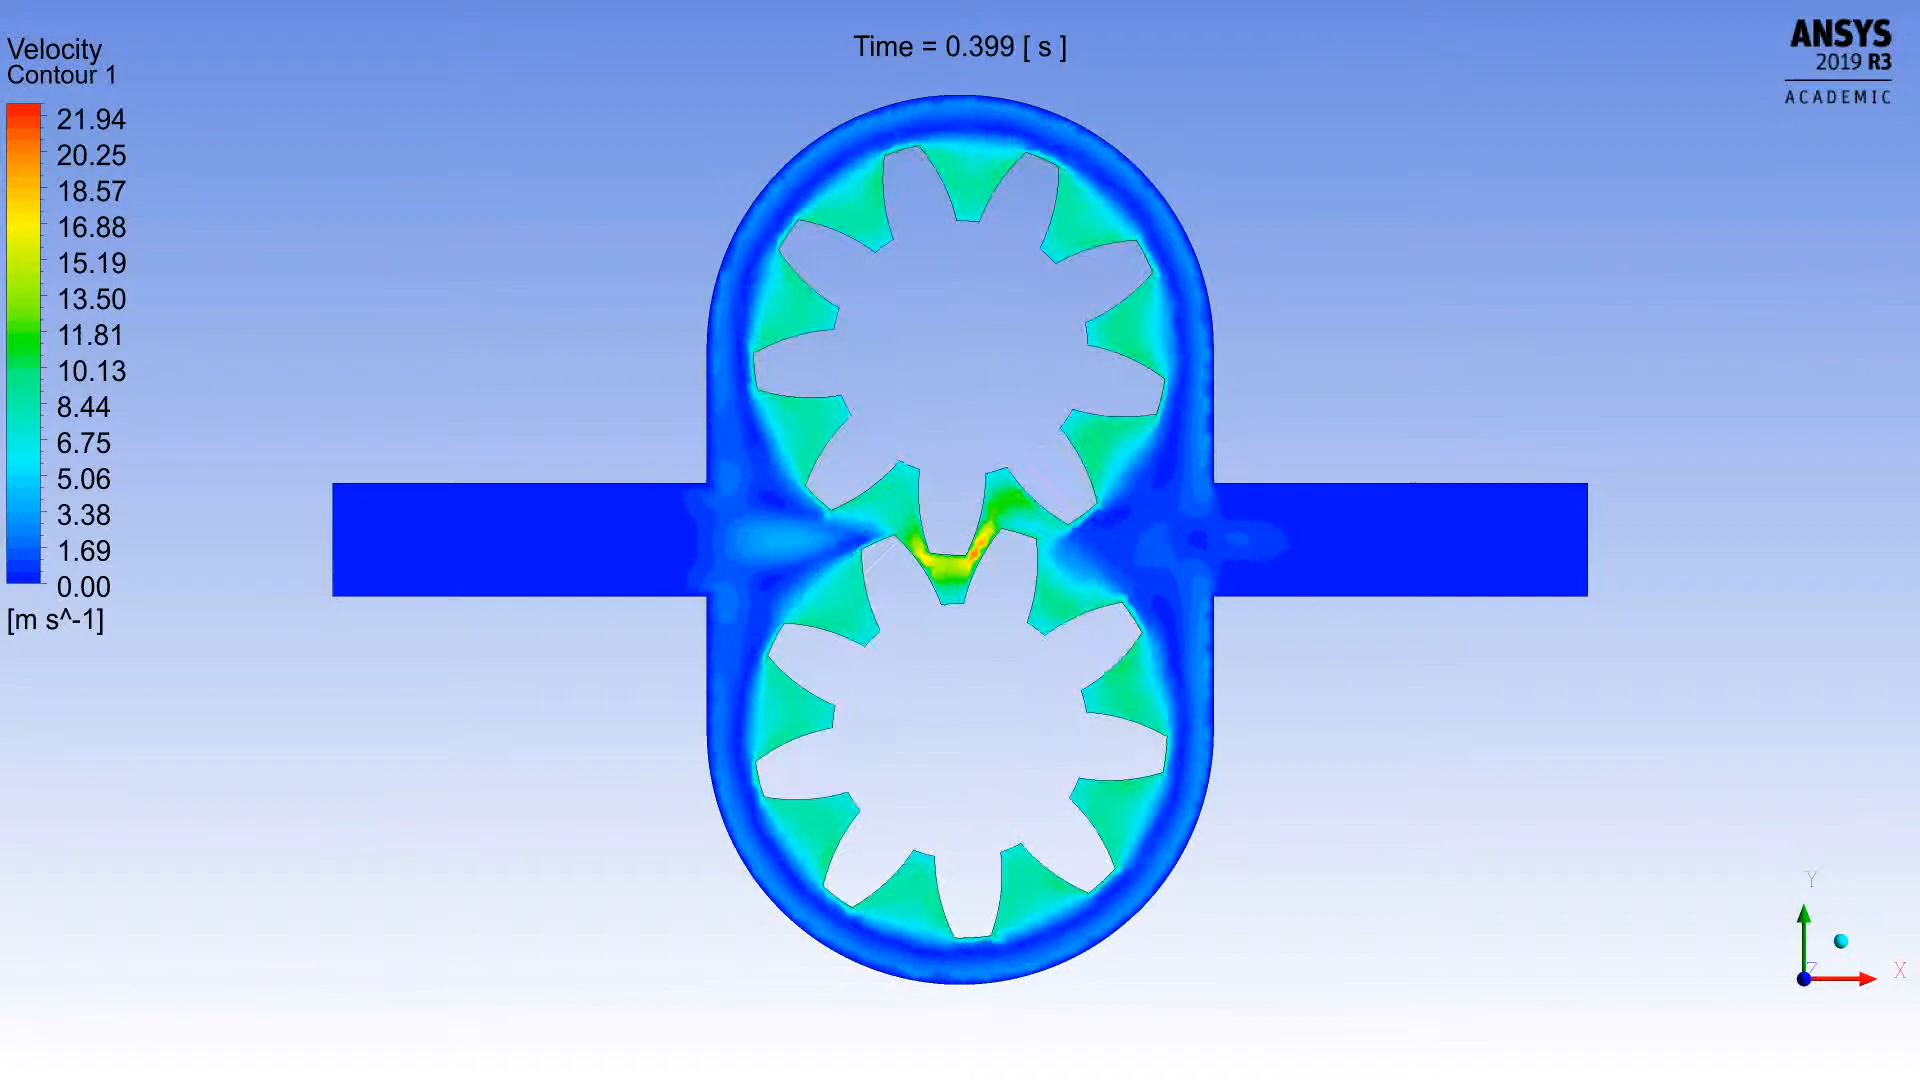 Velocity
Contour 1
Time = 0.399 [ s ]
ANSYS
2019 R3
ACADEMIC
21.94
20.25
18.57
16.88
15.19
13.50
11.81
10.13
8.44
6.75
5.06
3.38
1.69
0.00
[m s^-1]
Y
Z
X